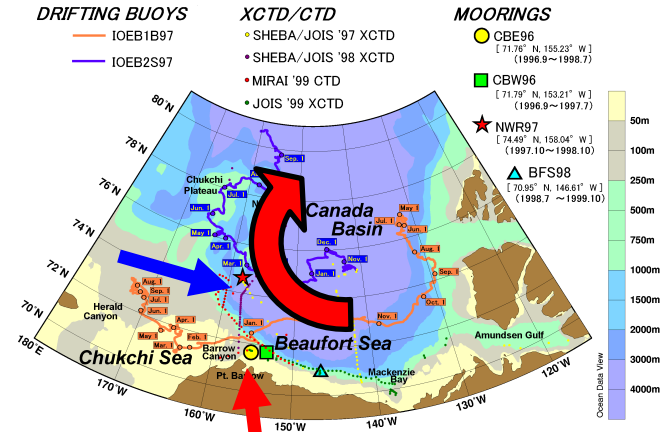 DRIFTING BUOYS
IOEB1B97
IOEB2S97
XCTD/CTD
SHEBA/JOIS '97 XCTD
SHEBA/JOIS '98 XCTD
MIRAI '99 CTD
JOIS '99 XCTD
MOORINGS
CBE96
[ 71.76° N, 155.23° W ]
(1996.9 ～1998.7)
CBW96
[ 71.79° N, 153.21° W ]
(1996.9 ～1997.7)
NWR97
[ 74.49° N, 158.04° W ]
(1997.10 ～1998.10)
BFS98
[ 70.95° N, 146.61° W ]
(1998.7 ～1999.10)
80°N
78°N
76°N
74°N
72°N
70°N
180°E
170°W
160°W
150°W
140°W
130°W
120°W
Sep. 1
Chukchi
Plateau
Jul. 1
Jun. 1
May 1
Apr. 1
Mar. 1
Canada
Basin
Dec. 1
Nov. 1
Jan. 1
May 1
Jul. 1
Jun. 1
Aug. 1
Sep. 1
Oct. 1
Nov. 1
Aug. 1
Sep. 1
Jul. 1
Jun. 1
Apr. 1
May 1
Mar. 1
Feb. 1
Jan. 1
Herald
Canyon
Chukchi Sea
Barrow
Canyon
Beaufort Sea
Pt. Barrow
Mackenzie
Bay
Amundsen Gulf
50m
100m
250m
500m
750m
1000m
2000m
3000m
4000m
Ocean Data View